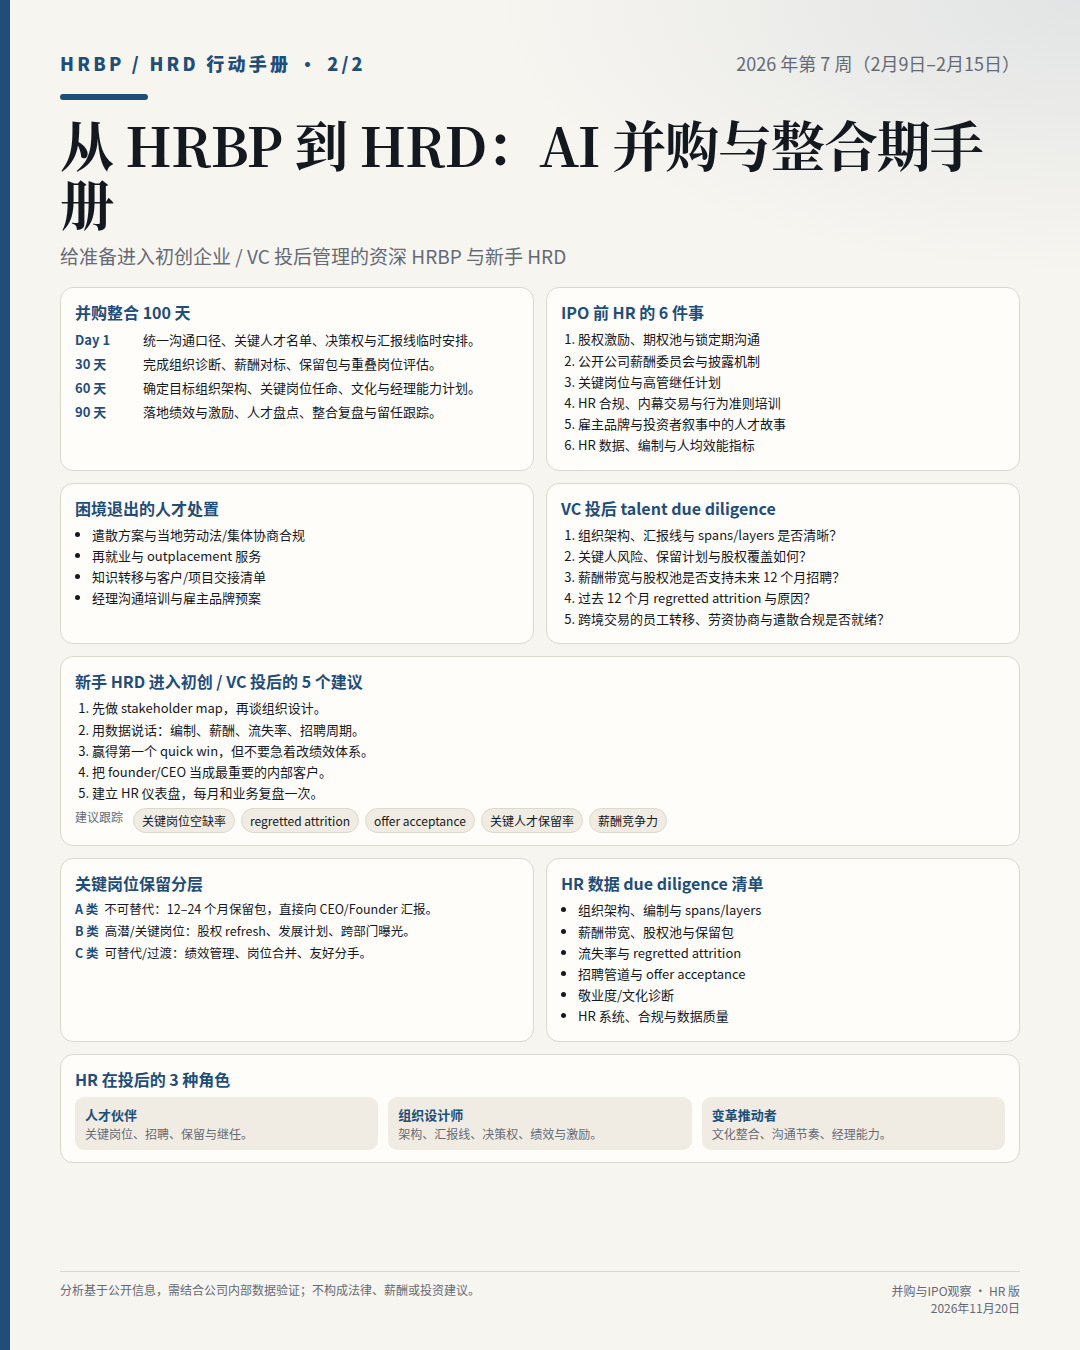 HRBP / HRD 行动手册 · 2/2
2026 年第 7 周（2月9日–2月15日）
从 HRBP 到 HRD：AI 并购与整合期手
册
给准备进入初创企业 / VC 投后管理的资深 HRBP 与新手 HRD
并购整合 100 天
Day 1 统一沟通口径、关键人才名单、决策权与汇报线临时安排。
30 天 完成组织诊断、薪酬对标、保留包与重叠岗位评估。
60 天 确定目标组织架构、关键岗位任命、文化与经理能力计划。
90 天 落地绩效与激励、人才盘点、整合复盘与留任跟踪。
IPO 前 HR 的 6 件事
1. 股权激励、期权池与锁定期沟通
2. 公开公司薪酬委员会与披露机制
3. 关键岗位与高管继任计划
4. HR 合规、内幕交易与行为准则培训
5. 雇主品牌与投资者叙事中的人才故事
6. HR 数据、编制与人均效能指标
困境退出的人才处置
• 遣散方案与当地劳动法/集体协商合规
• 再就业与 outplacement 服务
• 知识转移与客户/项目交接清单
• 经理沟通培训与雇主品牌预案
VC 投后 talent due diligence
1. 组织架构、汇报线与 spans/layers 是否清晰？
2. 关键人风险、保留计划与股权覆盖如何？
3. 薪酬带宽与股权池是否支持未来 12 个月招聘？
4. 过去 12 个月 regretted attrition 与原因？
5. 跨境交易的员工转移、劳资协商与遣散合规是否就绪？
新手 HRD 进入初创 / VC 投后的 5 个建议
1. 先做 stakeholder map，再谈组织设计。
2. 用数据说话：编制、薪酬、流失率、招聘周期。
3. 赢得第一个 quick win，但不要急着改绩效体系。
4. 把 founder/CEO 当成最重要的内部客户。
5. 建立 HR 仪表盘，每月和业务复盘一次。
建议跟踪 关键岗位空缺率 regretted attrition offer acceptance 关键人才保留率 薪酬竞争力
关键岗位保留分层
A 类 不可替代：12–24 个月保留包，直接向 CEO/Founder 汇报。
B 类 高潜/关键岗位：股权 refresh、发展计划、跨部门曝光。
C 类 可替代/过渡：绩效管理、岗位合并、友好分手。
HR 数据 due diligence 清单
• 组织架构、编制与 spans/layers
• 薪酬带宽、股权池与保留包
• 流失率与 regretted attrition
• 招聘管道与 offer acceptance
• 敬业度/文化诊断
• HR 系统、合规与数据质量
HR 在投后的 3 种角色
人才伙伴
关键岗位、招聘、保留与继任。
组织设计师
架构、汇报线、决策权、绩效与激励。
变革推动者
文化整合、沟通节奏、经理能力。
分析基于公开信息，需结合公司内部数据验证；不构成法律、薪酬或投资建议。
并购与IPO观察 · HR 版
2026年11月20日